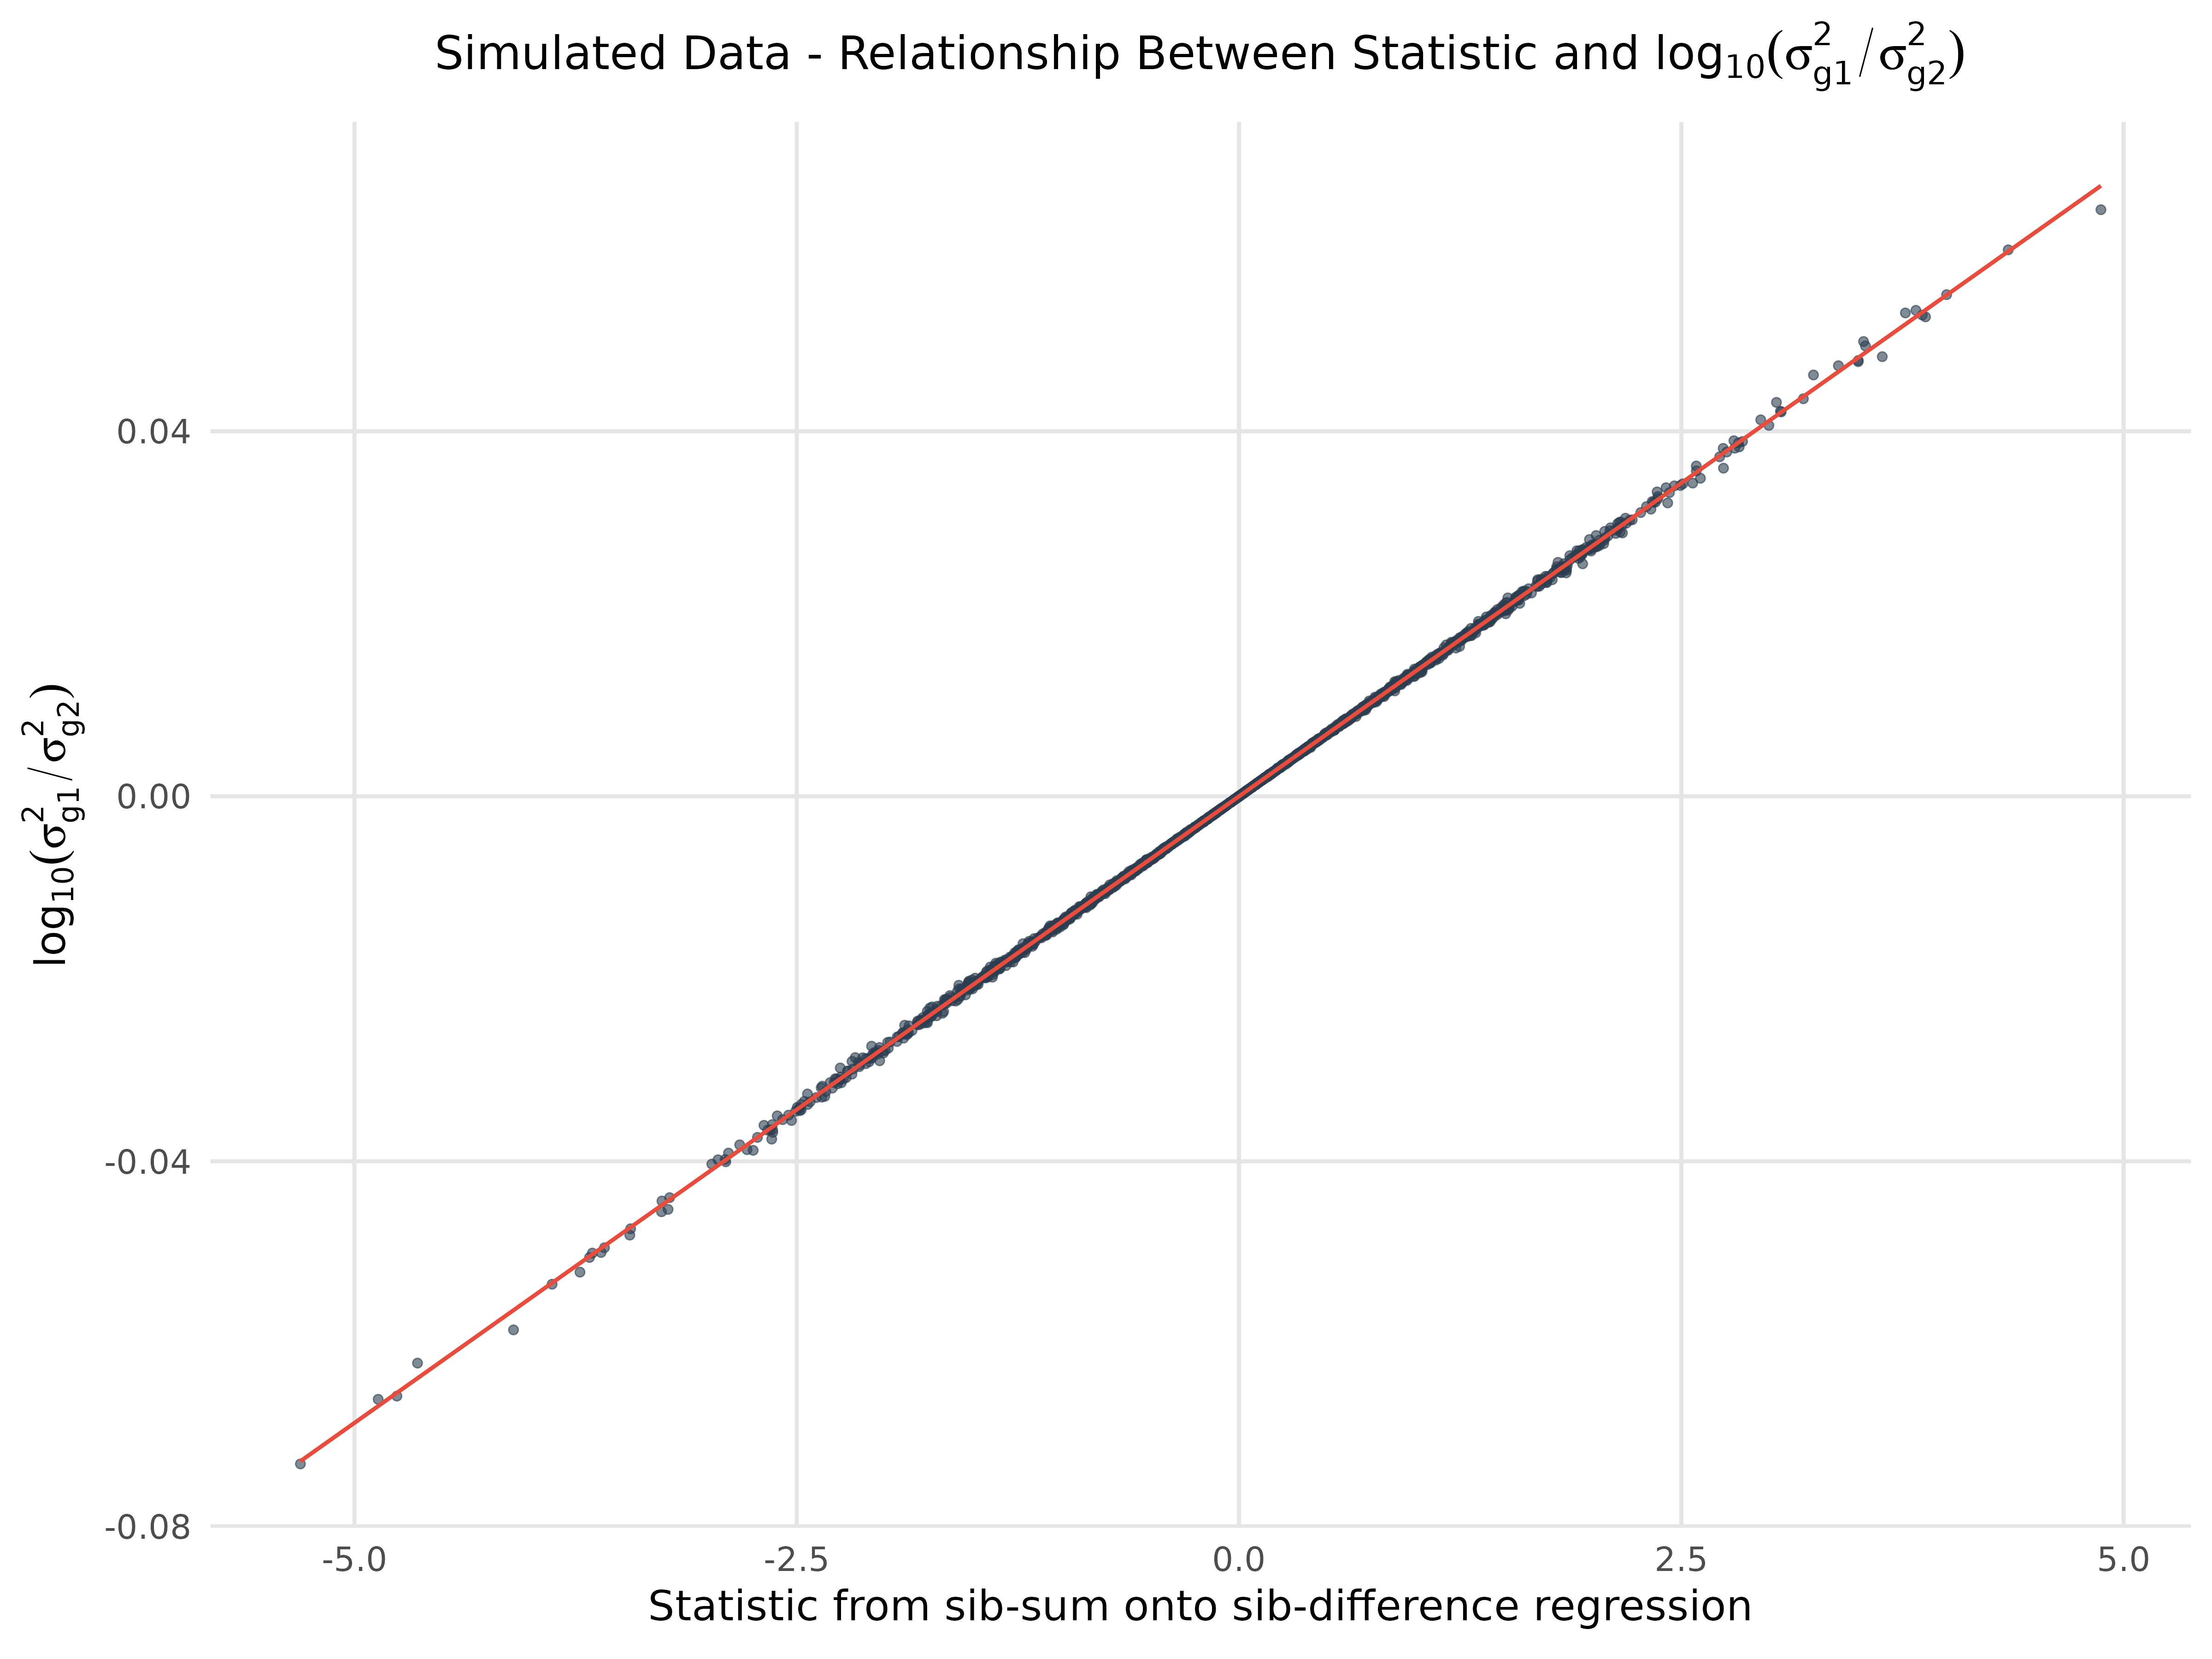 Simulated Data - Relationship Between Statistic and log₁₀(σ²g1/σ²g2)
log₁₀(σ²g1/σ²g2)
0.04
0.00
-0.04
-0.08
-5.0 -2.5 0.0 2.5 5.0
Statistic from sib-sum onto sib-difference regression